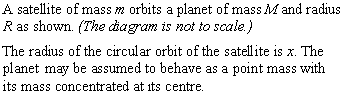 A satellite of mass m orbits a planet of mass M and radius
R as shown. (The diagram is not to scale.)
The radius of the circular orbit of the satellite is x. The
planet may be assumed to behave as a point mass with
its mass concentrated at its centre.